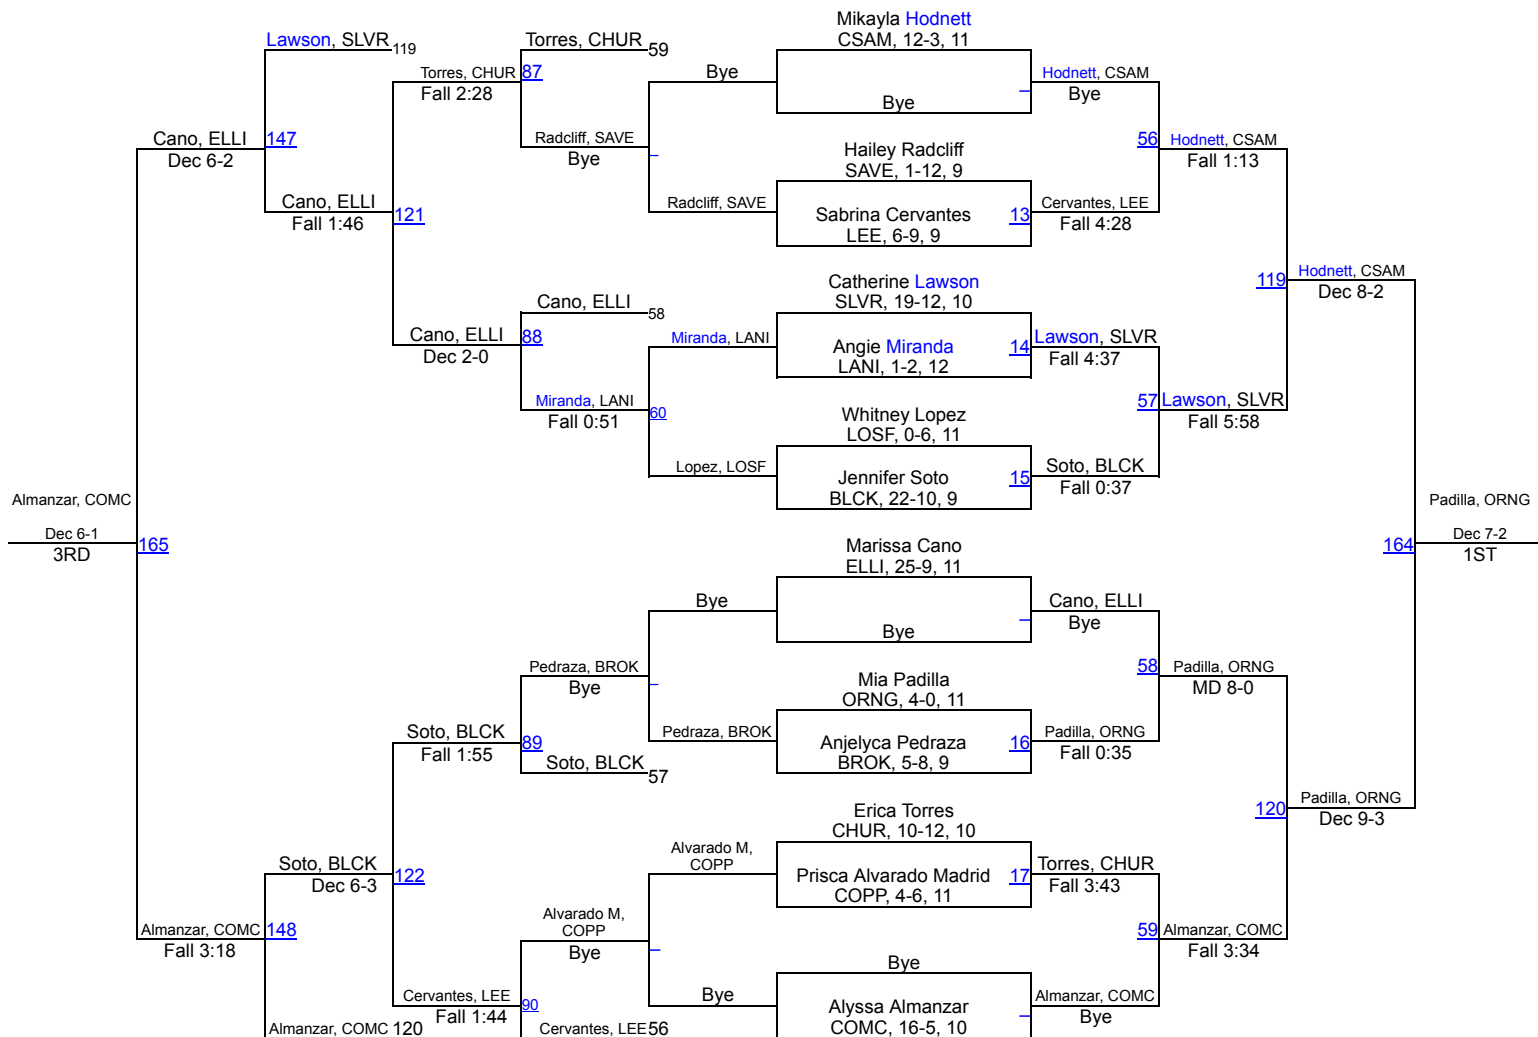 Mikayla Hodnett
CSAM, 12-3, 11
Lawson, SLVR 119
Torres, CHUR 59
Torres, CHUR 87
Fall 2:28
Bye
Hodnett, CSAM
Bye
Bye
Cano, ELLI 147
Dec 6-2
Radcliff, SAVE
Bye
Hailey Radcliff
SAVE, 1-12, 9
56 Hodnett, CSAM
Fall 1:13
Cano, ELLI
Fall 1:46
121
Radcliff, SAVE
Sabrina Cervantes
LEE, 6-9, 9
13
Cervantes, LEE
Fall 4:28
Catherine Lawson
SLVR, 19-12, 10
119
Hodnett, CSAM
Dec 8-2
Cano, ELLI 58
Cano, ELLI 88
Dec 2-0
Miranda, LANI
Angie Miranda
LANI, 1-2, 12
14
Lawson, SLVR
Fall 4:37
Miranda, LANI
Fall 0:51
60
Whitney Lopez
LOSF, 0-6, 11
57 Lawson, SLVR
Fall 5:58
Lopez, LOSF
Jennifer Soto
BLCK, 22-10, 9
15
Soto, BLCK
Fall 0:37
Almanzar, COMC
Dec 6-1
3RD
165
Padilla, ORNG
Dec 7-2
1ST
164
Marissa Cano
ELLI, 25-9, 11
Bye
Bye
Cano, ELLI
Bye
Pedraza, BROK
Bye
Mia Padilla
ORNG, 4-0, 11
58
Padilla, ORNG
MD 8-0
Soto, BLCK
Fall 1:55
89
Pedraza, BROK
Anjelyca Pedraza
BROK, 5-8, 9
16
Padilla, ORNG
Fall 0:35
Soto, BLCK 57
Erica Torres
CHUR, 10-12, 10
120
Padilla, ORNG
Dec 9-3
Soto, BLCK
Dec 6-3
122
Alvarado M,
COPP
Prisca Alvarado Madrid
COPP, 4-6, 11
17
Torres, CHUR
Fall 3:43
Almanzar, COMC 148
Fall 3:18
Alvarado M,
COPP
Bye
59
Almanzar, COMC
Fall 3:34
Bye
Cervantes, LEE
Fall 1:44
90
Bye
Alyssa Almanzar
COMC, 16-5, 10
Almanzar, COMC
Bye
Almanzar, COMC 120
Cervantes, LEE 56